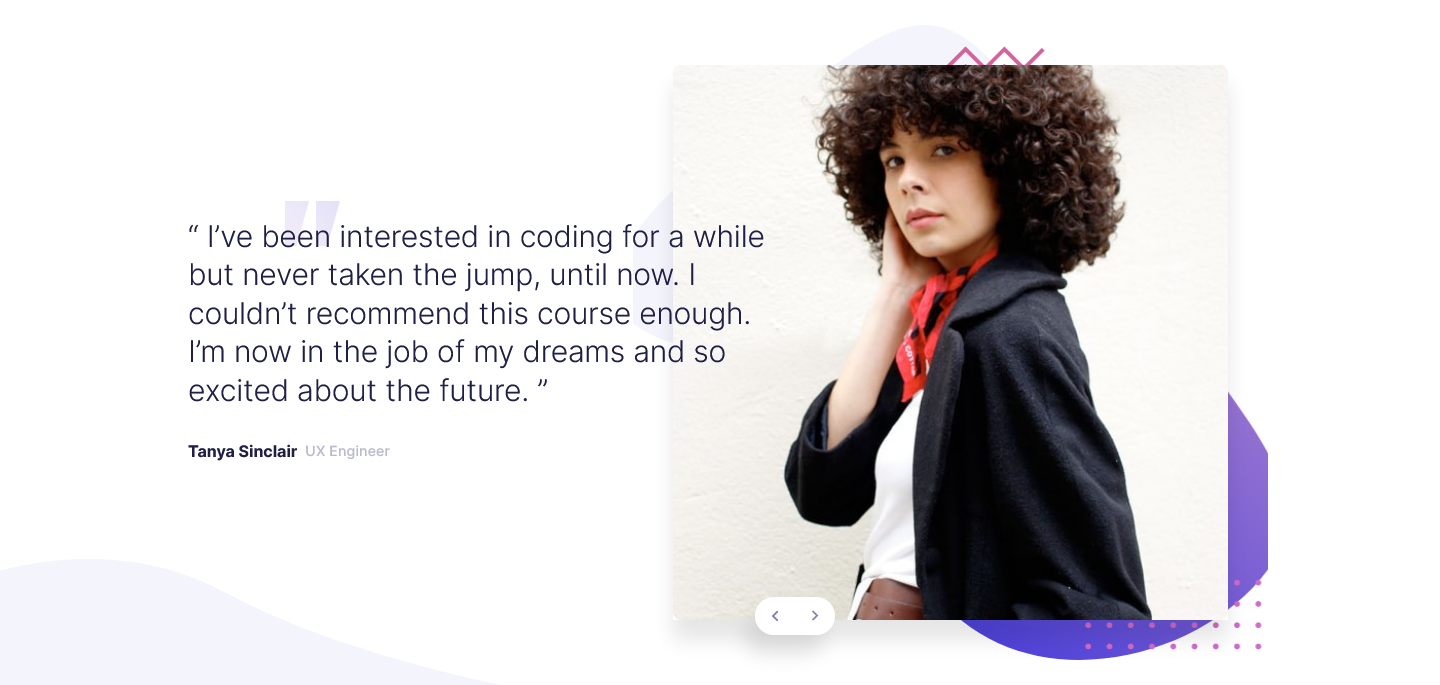 “ I’ve been interested in coding for a while
but never taken the jump, until now. I
couldn’t recommend this course enough.
I’m now in the job of my dreams and so
excited about the future. ”
Tanya Sinclair UX Engineer